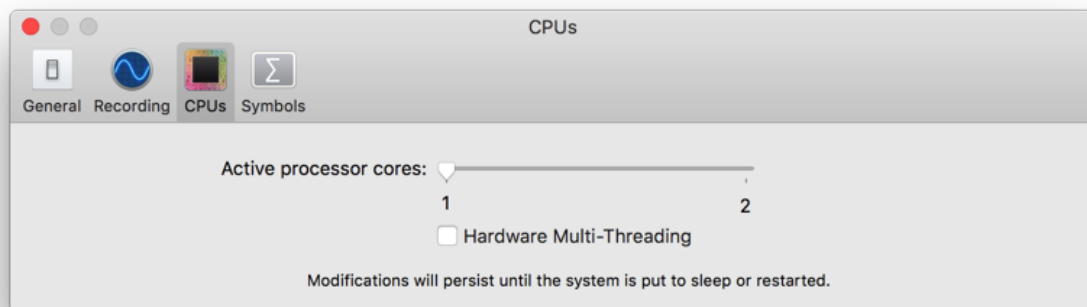 CPUs
General Recording CPUs Symbols
Active processor cores:
1 2
Hardware Multi-Threading
Modifications will persist until the system is put to sleep or restarted.